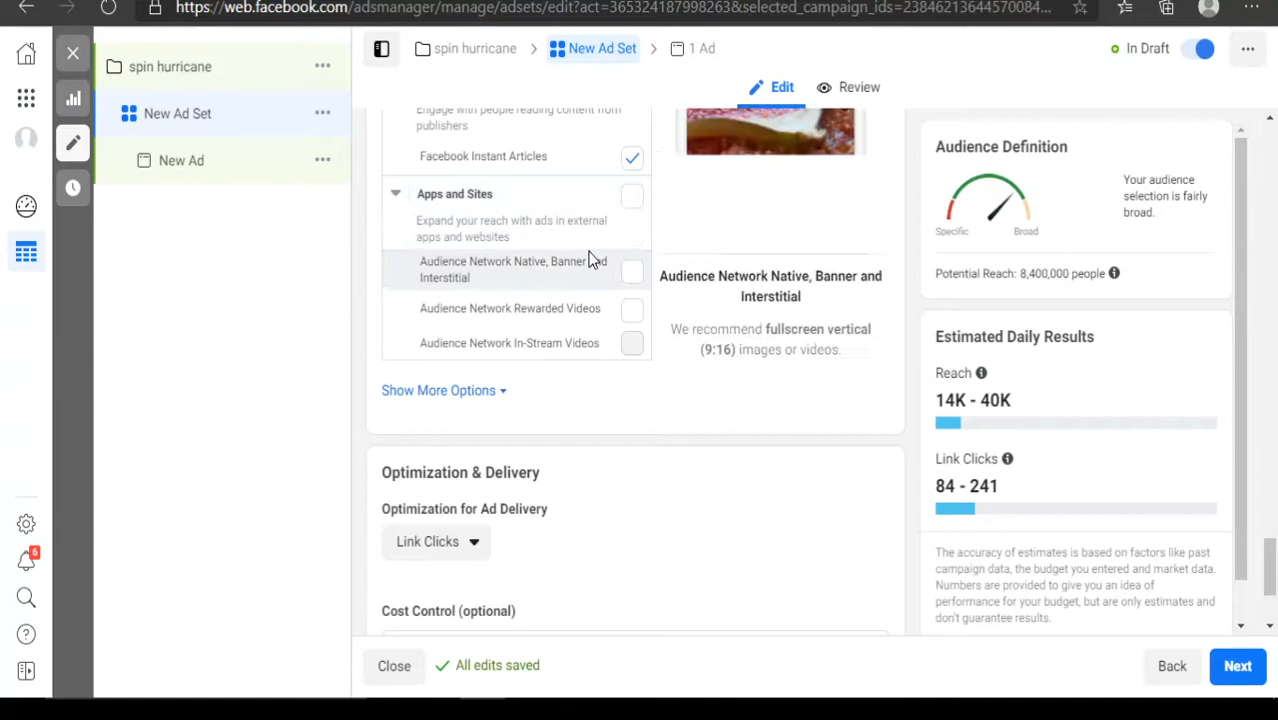 https://web.facebook.com/adsmanager/manage/adsets/edit?act=365324187998263&selected_campaign_ids=23846213644570084...
spin hurricane
New Ad Set
New Ad
spin hurricane > New Ad Set > 1 Ad
In Draft
Edit
Review
Engage with people reading content from
publishers
Facebook Instant Articles
Apps and Sites
Expand your reach with ads in external
apps and websites
Audience Network Native, Banner and
Interstitial
Audience Network Rewarded Videos
Audience Network In-Stream Videos
Show More Options
Audience Network Native, Banner and
Interstitial
We recommend fullscreen vertical
(9:16) images or videos.
Optimization & Delivery
Optimization for Ad Delivery
Link Clicks
Cost Control (optional)
Audience Definition
Specific
Broad
Your audience
selection is fairly
broad.
Potential Reach: 8,400,000 people
Estimated Daily Results
Reach
14K - 40K
Link Clicks
84 - 241
The accuracy of estimates is based on factors like past
campaign data, the budget you entered and market data.
Numbers are provided to give you an idea of
performance for your budget, but are only estimates and
don't guarantee results.
6
Close
All edits saved
Back
Next